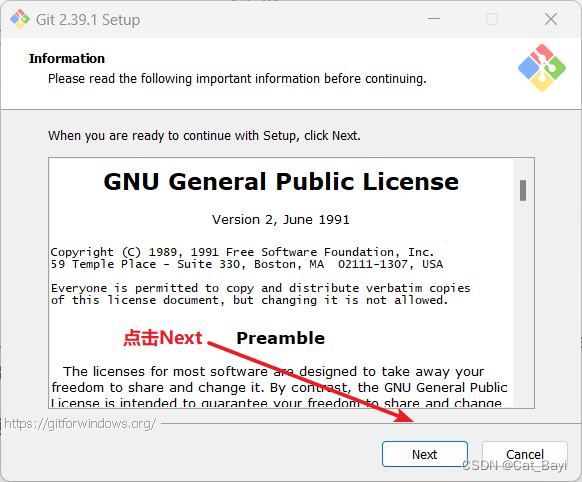 Git 2.39.1 Setup
Information
Please read the following important information before continuing.
When you are ready to continue with Setup, click Next.
GNU General Public License
Version 2, June 1991
Copyright (C) 1989, 1991 Free Software Foundation, Inc.
59 Temple Place - Suite 330, Boston, MA  02111-1307, USA
Everyone is permitted to copy and distribute verbatim copies
of this license document, but changing it is not allowed.
点击Next
Preamble
The licenses for most software are designed to take away your
freedom to share and change it. By contrast, the GNU General Public
License is intended to guarantee your freedom to share and change
https://gitforwindows.org/
Next
Cancel
CSDN @Cat_Bayi